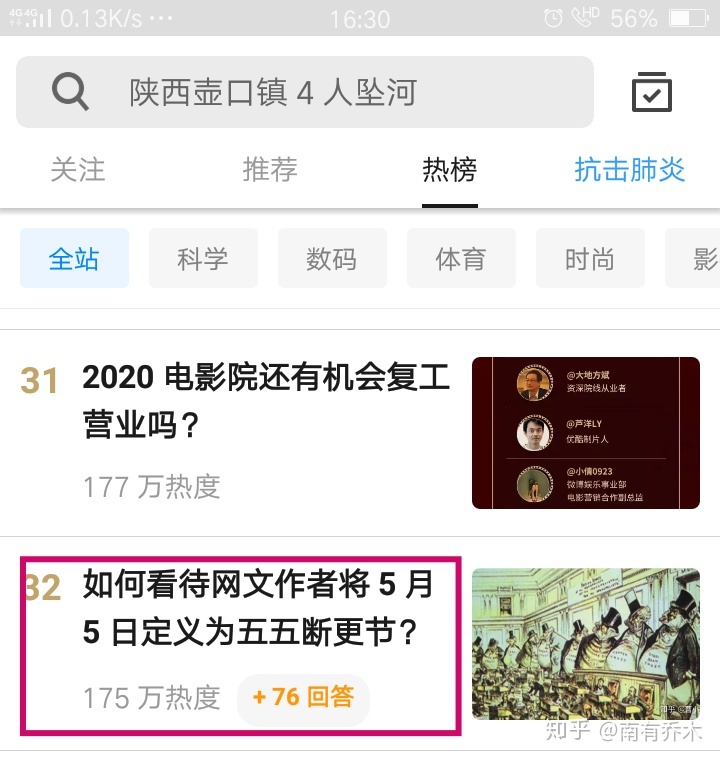 4G 4G 0.13K/s ··· 16:30 HD 56%
陕西壶口镇 4 人坠河
关注 推荐 热榜 抗击肺炎
全站 科学 数码 体育 时尚 影
31 2020 电影院还有机会复工
营业吗？
177 万热度
@大地方斌
资深院线从业者
@芦洋LY
优酷制片人
@小倩0923
微博娱乐事业部
电影营销合作副总监
32 如何看待网文作者将 5 月
5 日定义为五五断更节？
175 万热度 + 76 回答
知乎 @南有乔木